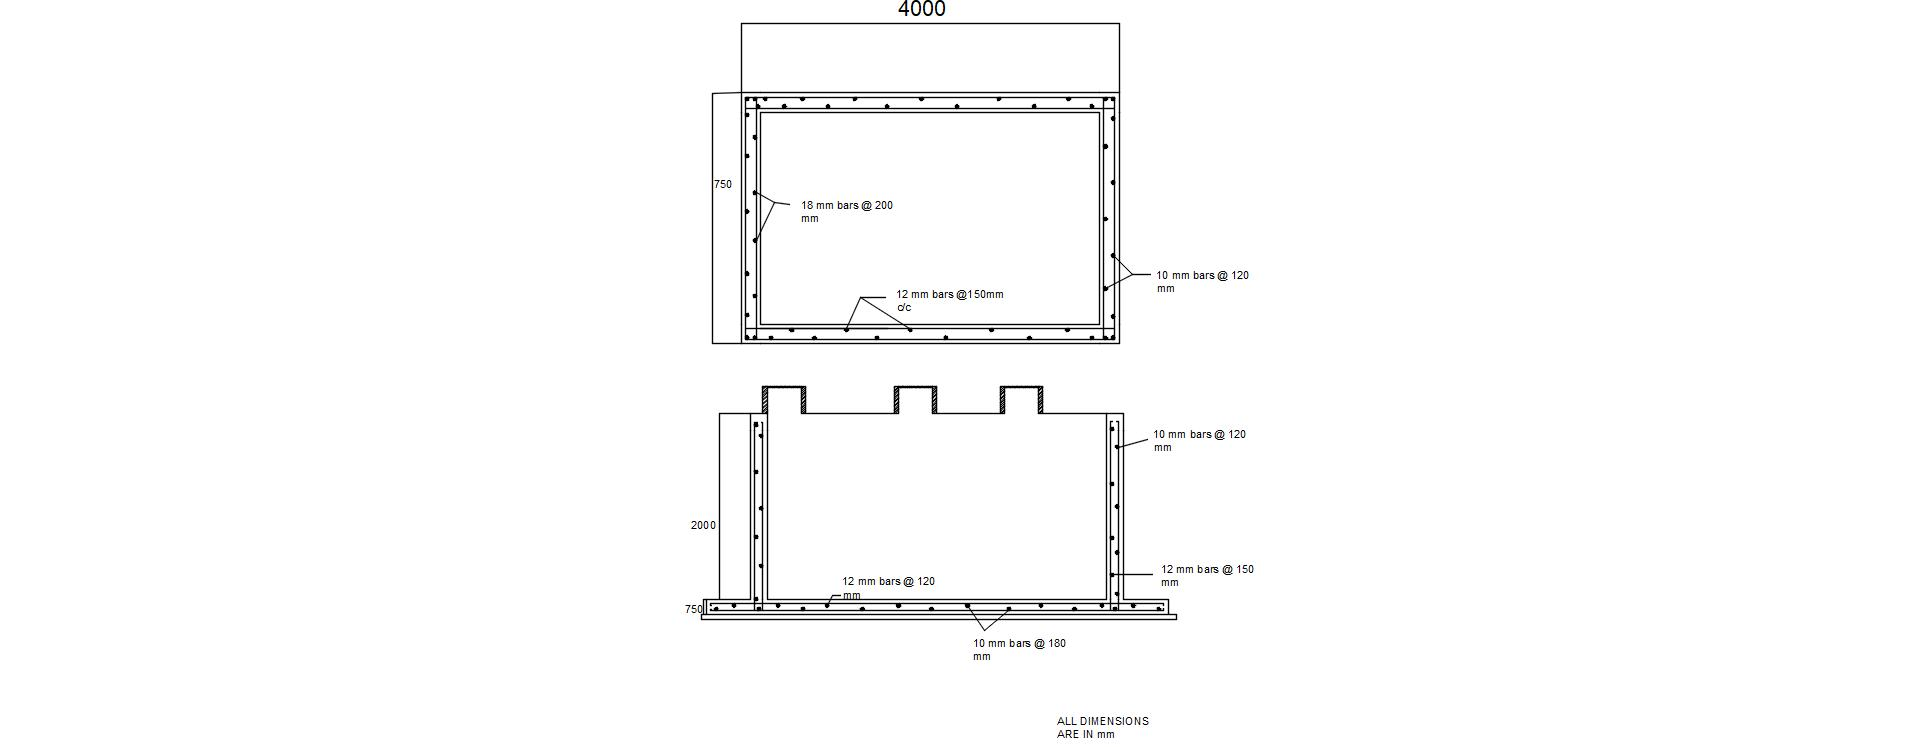 4000
750
18 mm bars @ 200
mm
10 mm bars @ 120
mm
12 mm bars @150mm
c/c
10 mm bars @ 120
mm
2000
12 mm bars @ 150
mm
12 mm bars @ 120
mm
750
10 mm bars @ 180
mm
ALL DIMENSIONS
ARE IN mm